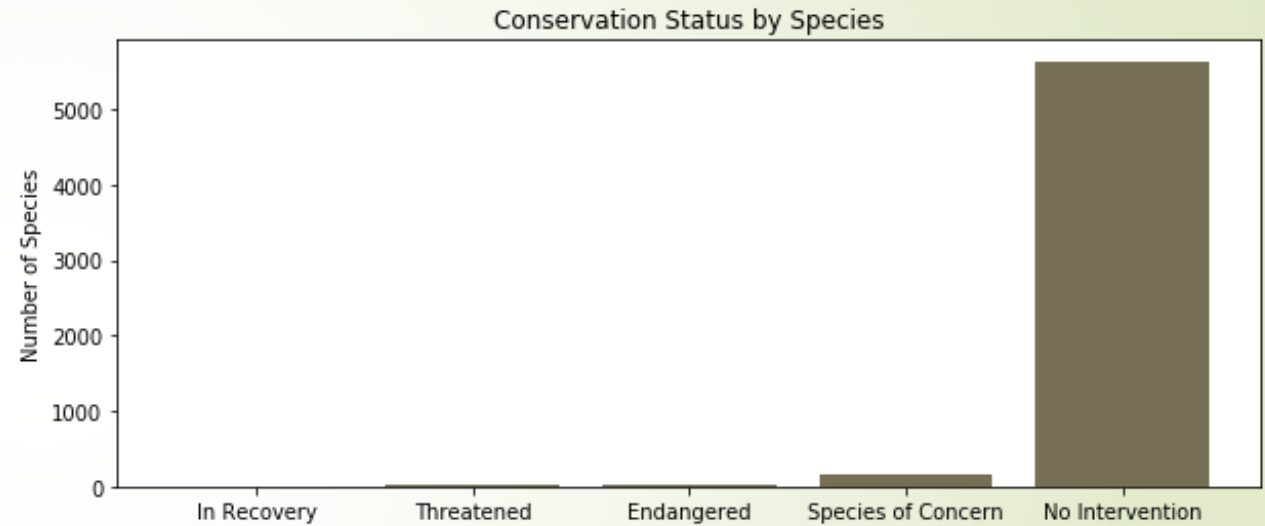 Conservation Status by Species
Number of Species
5000
4000
3000
2000
1000
0
In Recovery
Threatened
Endangered
Species of Concern
No Intervention